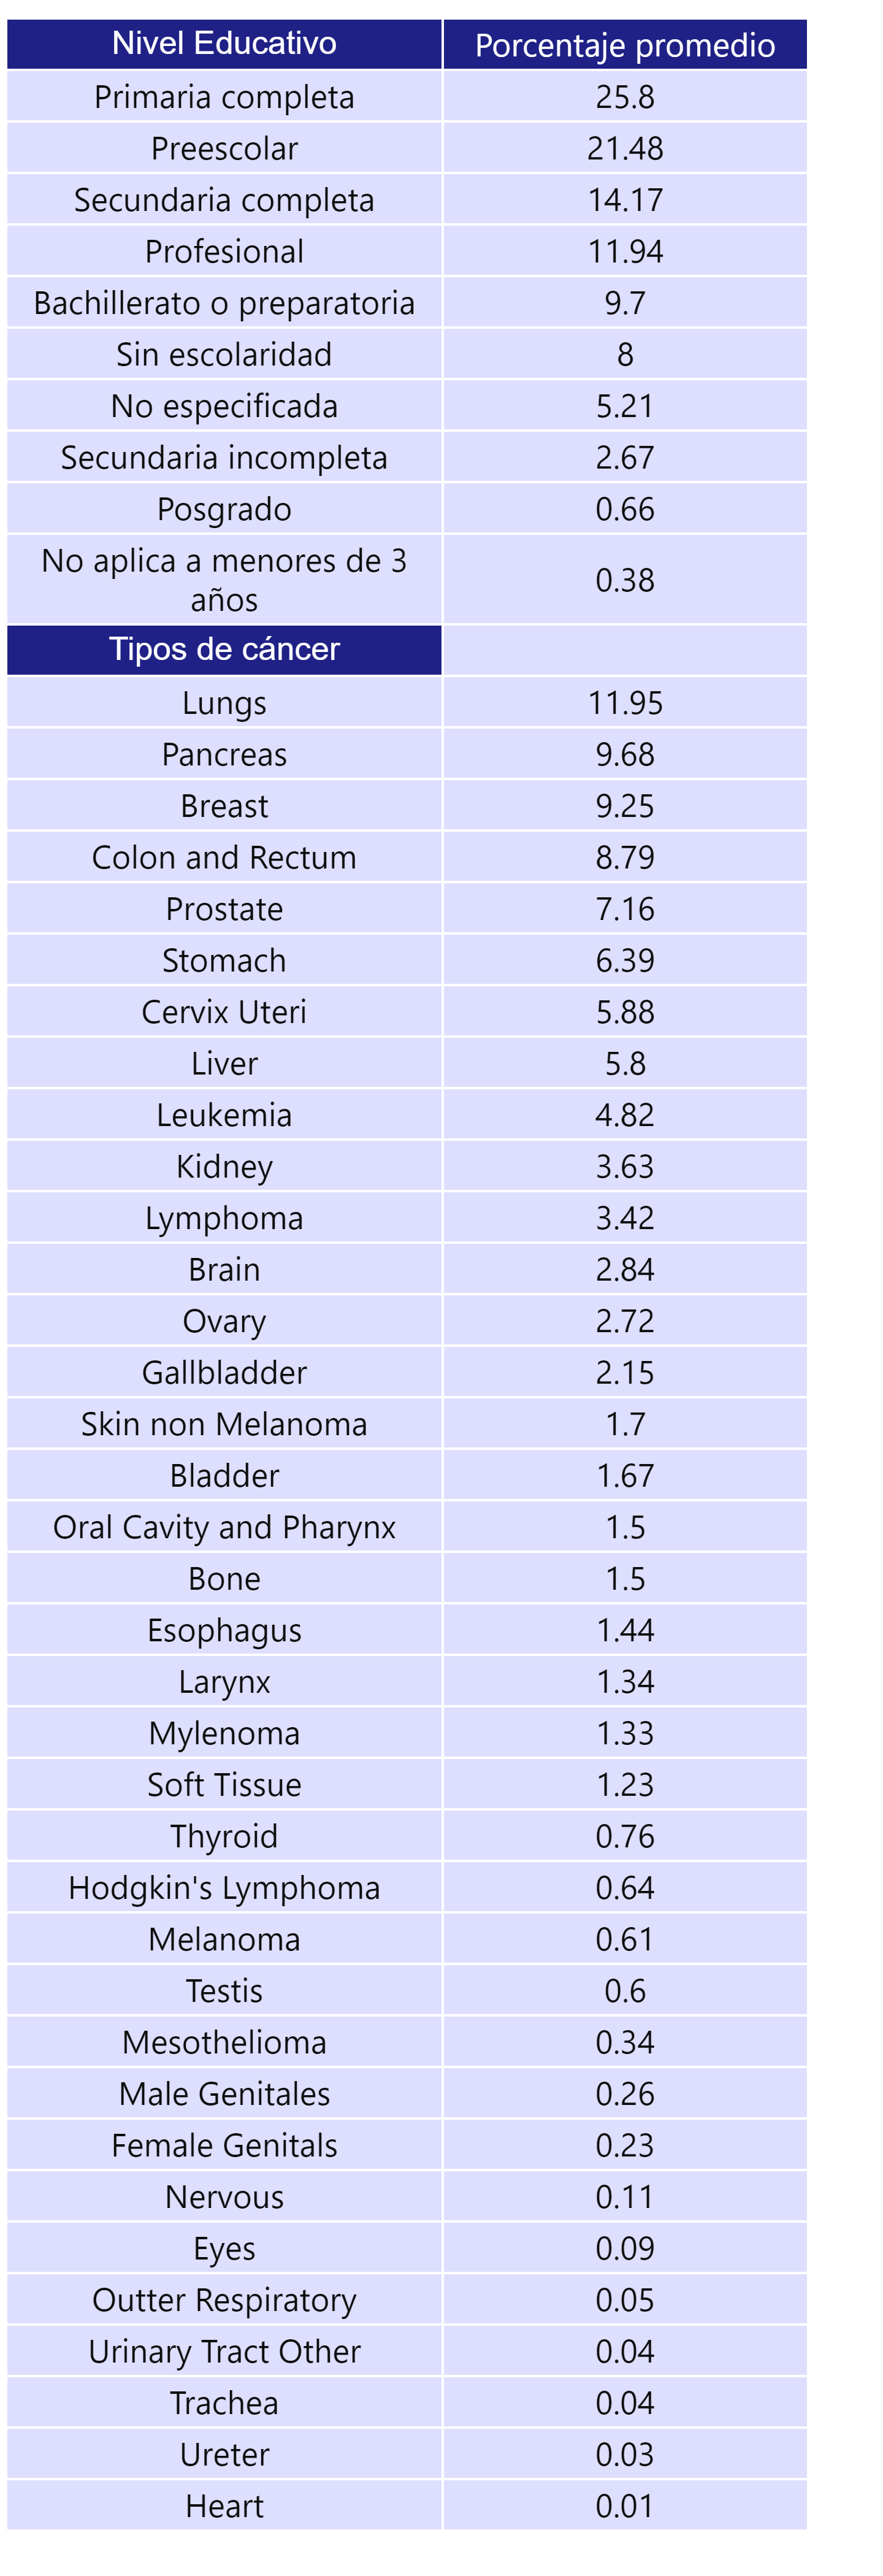 Nivel Educativo Porcentaje promedio
Primaria completa 25.8
Preescolar 21.48
Secundaria completa 14.17
Profesional 11.94
Bachillerato o preparatoria 9.7
Sin escolaridad 8
No especificada 5.21
Secundaria incompleta 2.67
Posgrado 0.66
No aplica a menores de 3
años 0.38
Tipos de cáncer
Lungs 11.95
Pancreas 9.68
Breast 9.25
Colon and Rectum 8.79
Prostate 7.16
Stomach 6.39
Cervix Uteri 5.88
Liver 5.8
Leukemia 4.82
Kidney 3.63
Lymphoma 3.42
Brain 2.84
Ovary 2.72
Gallbladder 2.15
Skin non Melanoma 1.7
Bladder 1.67
Oral Cavity and Pharynx 1.5
Bone 1.5
Esophagus 1.44
Larynx 1.34
Mylenoma 1.33
Soft Tissue 1.23
Thyroid 0.76
Hodgkin's Lymphoma 0.64
Melanoma 0.61
Testis 0.6
Mesothelioma 0.34
Male Genitales 0.26
Female Genitals 0.23
Nervous 0.11
Eyes 0.09
Outter Respiratory 0.05
Urinary Tract Other 0.04
Trachea 0.04
Ureter 0.03
Heart 0.01